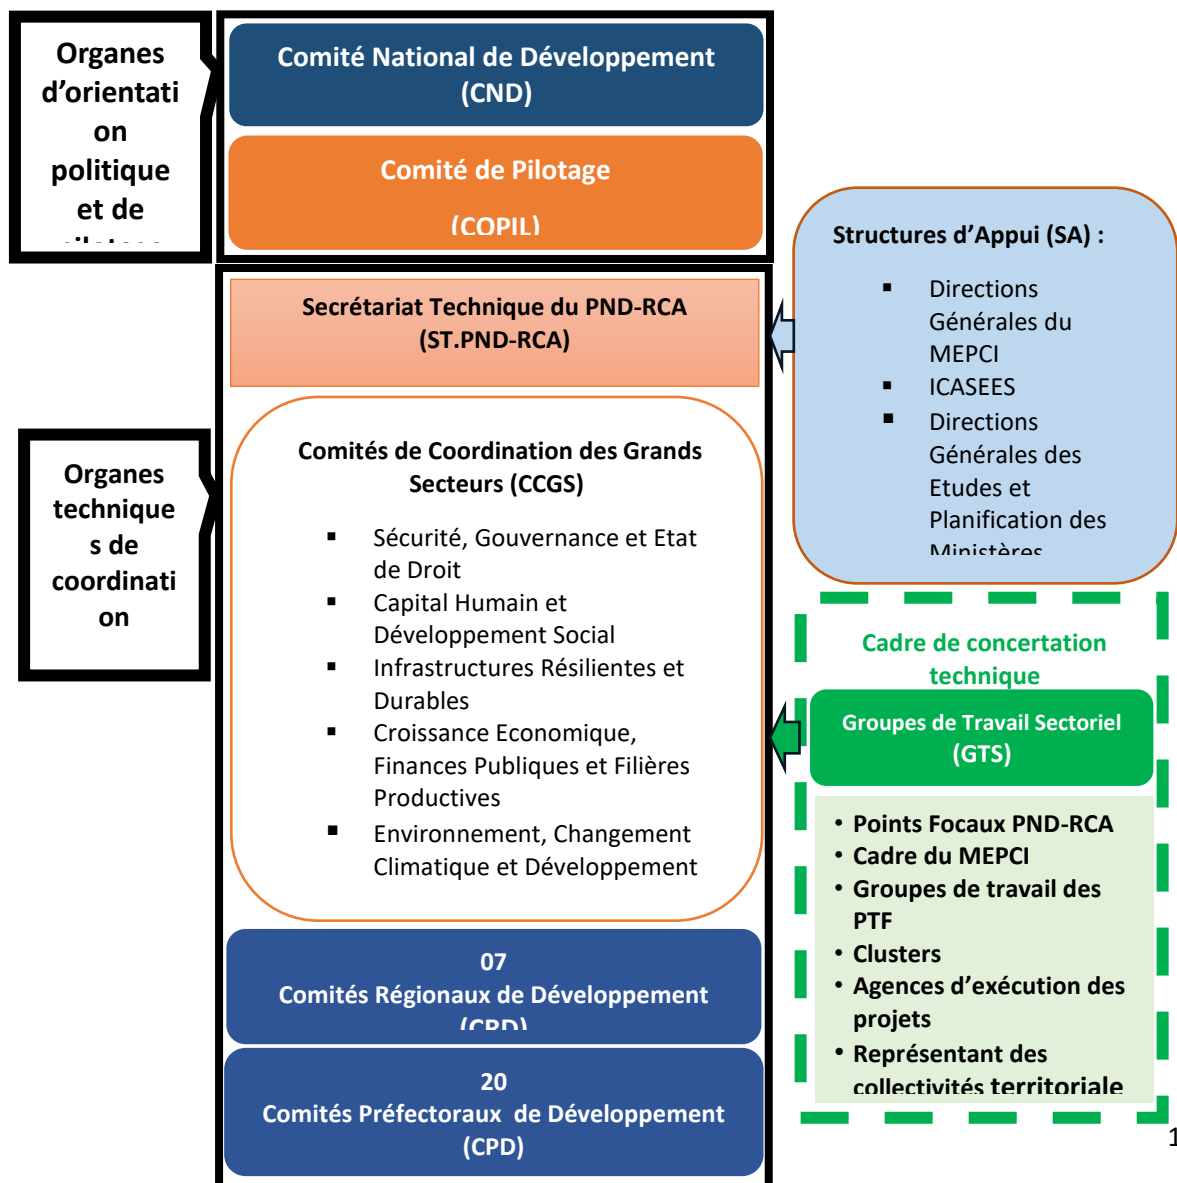 Organes
d'orientati
on
politique
et de
Comité National de Développement
(CND)
Comité de Pilotage
(COPIL)
Structures d'Appui (SA) :
▪ Directions
Générales du
MEPCI
▪ ICASEES
▪ Directions
Générales des
Etudes et
Planification des
Ministères
Secrétariat Technique du PND-RCA
(ST.PND-RCA)
Organes
technique
s de
coordinati
on
Comités de Coordination des Grands
Secteurs (CCGS)
▪ Sécurité, Gouvernance et Etat
de Droit
▪ Capital Humain et
Développement Social
▪ Infrastructures Résilientes et
Durables
▪ Croissance Economique,
Finances Publiques et Filières
Productives
▪ Environnement, Changement
Climatique et Développement
Cadre de concertation
technique
Groupes de Travail Sectoriel
(GTS)
• Points Focaux PND-RCA
• Cadre du MEPCI
• Groupes de travail des
PTF
• Clusters
• Agences d'exécution des
projets
• Représentant des
collectivités territoriale
07
Comités Régionaux de Développement
(CRD)
20
Comités Préfectoraux de Développement
(CPD)
1